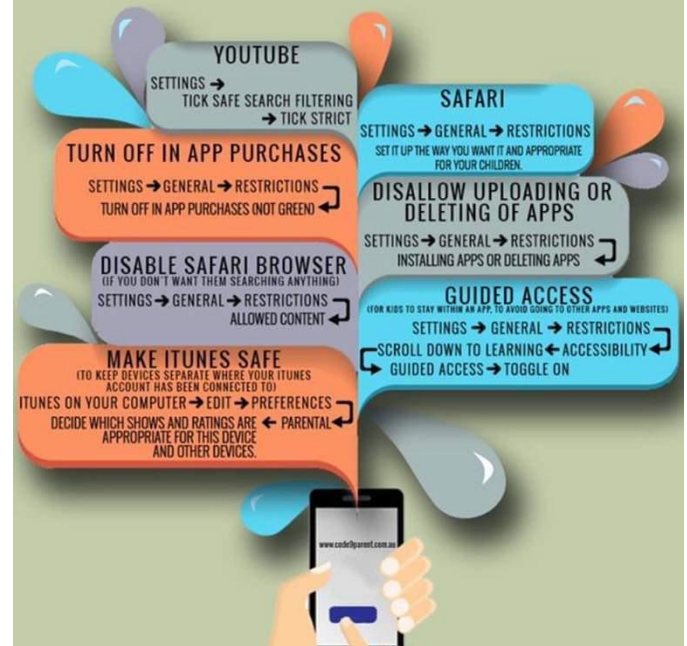 YOUTUBE
SETTINGS →
TICK SAFE SEARCH FILTERING
→ TICK STRICT
SAFARI
SETTINGS → GENERAL → RESTRICTIONS
SET IT UP THE WAY YOU WANT IT AND APPROPRIATE
FOR YOUR CHILDREN.
TURN OFF IN APP PURCHASES
SETTINGS → GENERAL → RESTRICTIONS
TURN OFF IN APP PURCHASES (NOT GREEN)
DISALLOW UPLOADING OR
DELETING OF APPS
SETTINGS → GENERAL → RESTRICTIONS
INSTALLING APPS OR DELETING APPS
DISABLE SAFARI BROWSER
(IF YOU DON'T WANT THEM SEARCHING ANYTHING)
SETTINGS → GENERAL → RESTRICTIONS
ALLOWED CONTENT
GUIDED ACCESS
(FOR KIDS TO STAY WITHIN AN APP, TO AVOID GOING TO OTHER APPS AND WEBSITES)
SETTINGS → GENERAL → RESTRICTIONS
SCROLL DOWN TO LEARNING ← ACCESSIBILITY
GUIDED ACCESS → TOGGLE ON
MAKE ITUNES SAFE
(TO KEEP DEVICES SEPARATE WHERE YOUR ITUNES
ACCOUNT HAS BEEN CONNECTED TO)
ITUNES ON YOUR COMPUTER → EDIT → PREFERENCES
DECIDE WHICH SHOWS AND RATINGS ARE ← PARENTAL
APPROPRIATE FOR THIS DEVICE
AND OTHER DEVICES.
www.code9parent.com.au